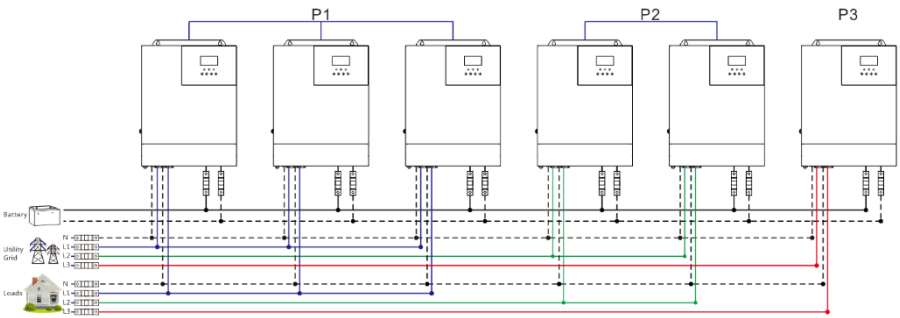 P1 P2 P3
Battery
Utility
Grid
N
L1
L2
L3
Loads
N
L1
L2
L3